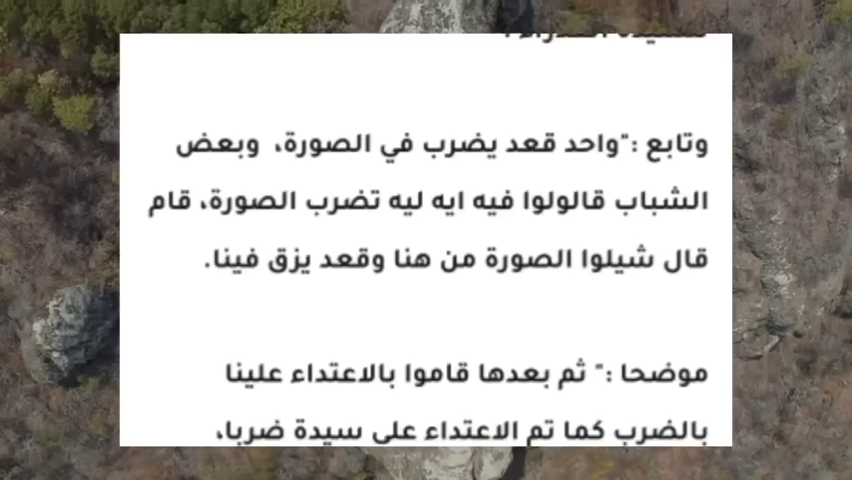 وتابع :"واحد قعد يضرب في الصورة، وبعض
الشباب قالولوا فيه ايه ليه تضرب الصورة، قام
قال شيلوا الصورة من هنا وقعد يزق فينا.
موضحا :" ثم بعدها قاموا بالاعتداء علينا
بالضرب كما تم الاعتداء على سيدة ضربا،